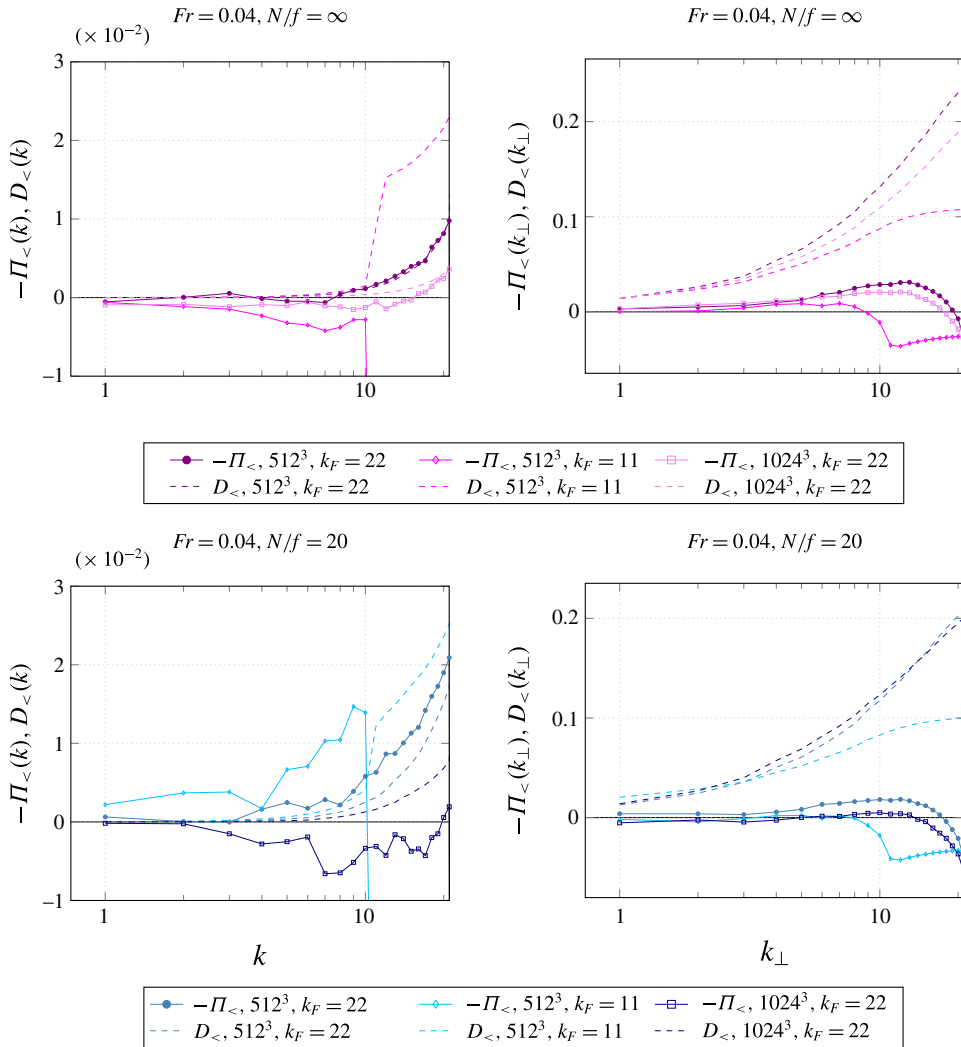 Fr = 0.04, N/f = ∞
Fr = 0.04, N/f = ∞
(× 10⁻²)
3
2
1
0
−1
1
10
−Π<(k), D<(k)
0.2
0.1
0
1
10
−Π<(k⊥), D<(k⊥)
−Π<, 512³, k_F = 22
−Π<, 512³, k_F = 11
−Π<, 1024³, k_F = 22
D<, 512³, k_F = 22
D<, 512³, k_F = 11
D<, 1024³, k_F = 22
Fr = 0.04, N/f = 20
Fr = 0.04, N/f = 20
(× 10⁻²)
3
2
1
0
−1
1
10
−Π<(k), D<(k)
k
0.2
0.1
0
1
10
−Π<(k⊥), D<(k⊥)
k⊥
−Π<, 512³, k_F = 22
−Π<, 512³, k_F = 11
−Π<, 1024³, k_F = 22
D<, 512³, k_F = 22
D<, 512³, k_F = 11
D<, 1024³, k_F = 22